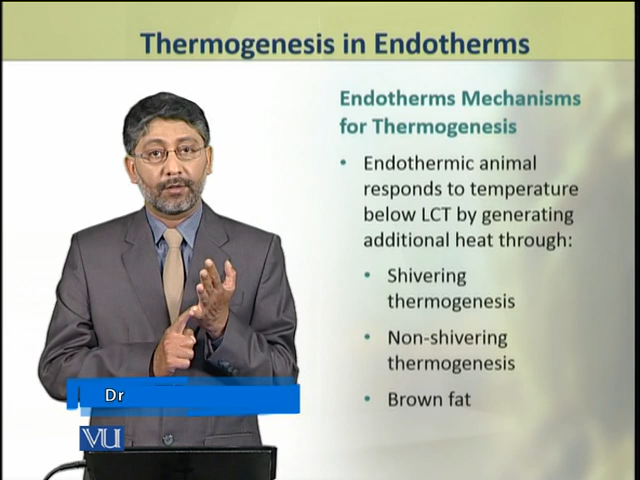 Thermogenesis in Endotherms
Endotherms Mechanisms
for Thermogenesis
• Endothermic animal
responds to temperature
below LCT by generating
additional heat through:
• Shivering
thermogenesis
• Non-shivering
thermogenesis
• Brown fat
Dr
VU